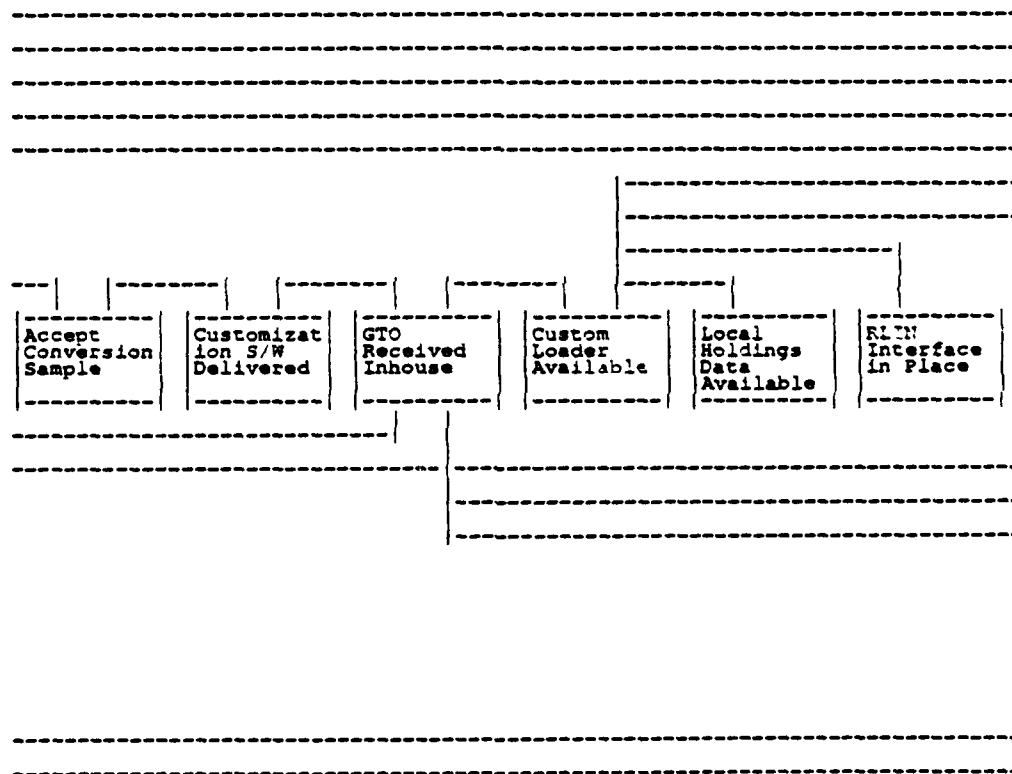 Accept
Conversion
Sample
Customizat
ion S/W
Delivered
GTO
Received
Inhouse
Custom
Loader
Available
Local
Holdings
Data
Available
Interface
in Place